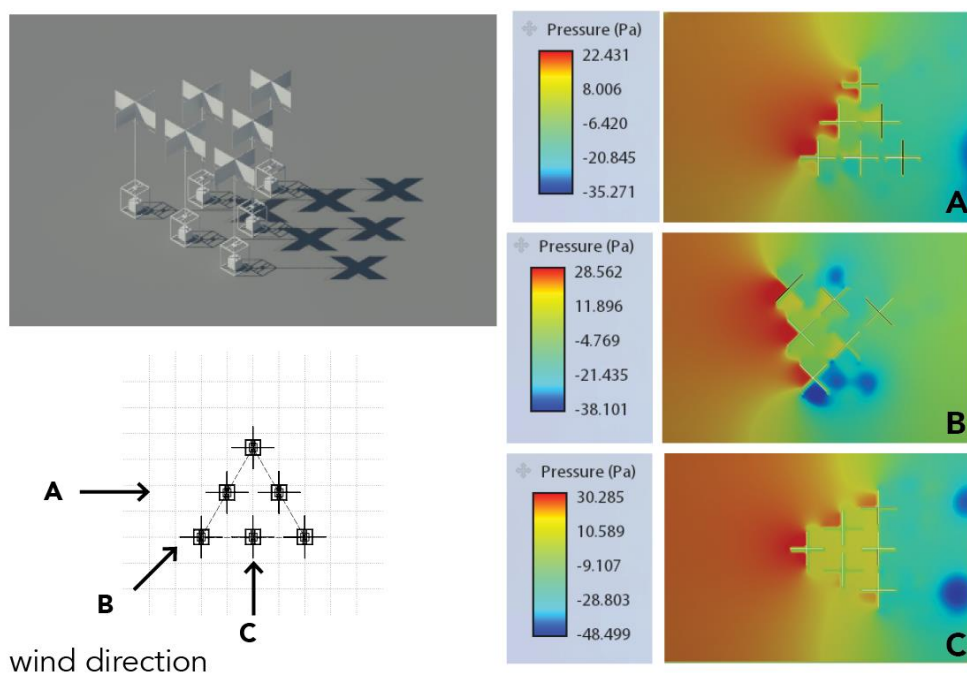 Pressure (Pa)
22.431
8.006
-6.420
-20.845
-35.271
A
Pressure (Pa)
28.562
11.896
-4.769
-21.435
-38.101
B
Pressure (Pa)
30.285
10.589
-9.107
-28.803
-48.499
C
A
B
C
wind direction